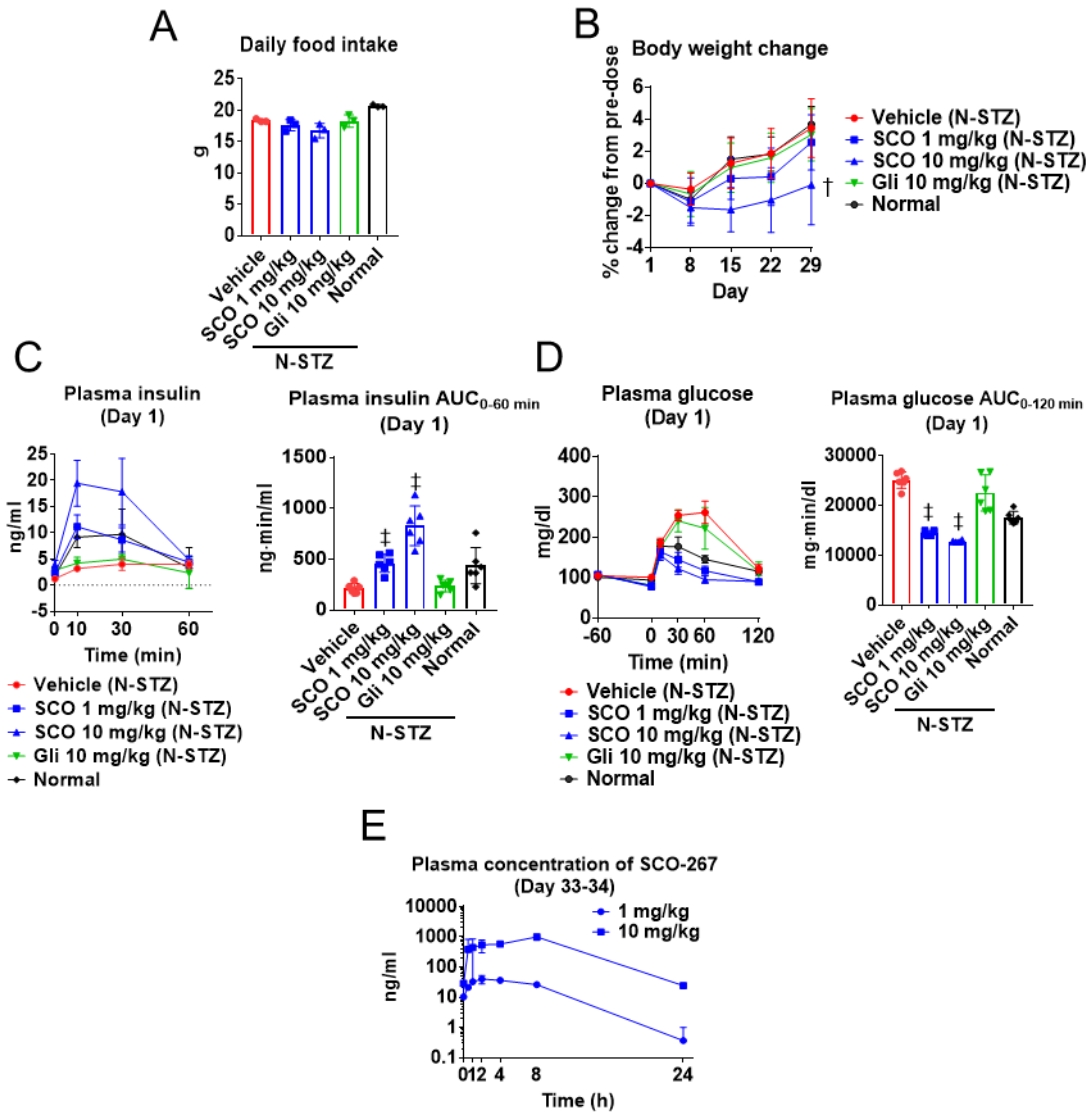 A
Daily food intake
g
25
20
15
10
5
0
Vehicle
SCO 1 mg/kg
SCO 10 mg/kg
Gli 10 mg/kg
Normal
N-STZ
B
Body weight change
% change from pre-dose
6
4
2
0
-2
-4
1 8 15 22 29
Day
†
Vehicle (N-STZ)
SCO 1 mg/kg (N-STZ)
SCO 10 mg/kg (N-STZ)
Gli 10 mg/kg (N-STZ)
Normal
C
Plasma insulin
(Day 1)
ng/ml
25
20
15
10
5
0
-5
0 10 30 60
Time (min)
Vehicle (N-STZ)
SCO 1 mg/kg (N-STZ)
SCO 10 mg/kg (N-STZ)
Gli 10 mg/kg (N-STZ)
Normal
Plasma insulin AUC0-60 min
(Day 1)
ng·min/ml
1500
1000
500
0
‡
‡
Vehicle
SCO 1 mg/kg
SCO 10 mg/kg
Gli 10 mg/kg
Normal
N-STZ
D
Plasma glucose
(Day 1)
mg/dl
400
300
200
100
0
-60 0 30 60 120
Time (min)
Vehicle (N-STZ)
SCO 1 mg/kg (N-STZ)
SCO 10 mg/kg (N-STZ)
Gli 10 mg/kg (N-STZ)
Normal
Plasma glucose AUC0-120 min
(Day 1)
mg·min/dl
30000
20000
10000
0
‡
‡
Vehicle
SCO 1 mg/kg
SCO 10 mg/kg
Gli 10 mg/kg
Normal
N-STZ
E
Plasma concentration of SCO-267
(Day 33-34)
ng/ml
10000
1000
100
10
1
0.1
0 1 2 4 8 24
Time (h)
1 mg/kg
10 mg/kg